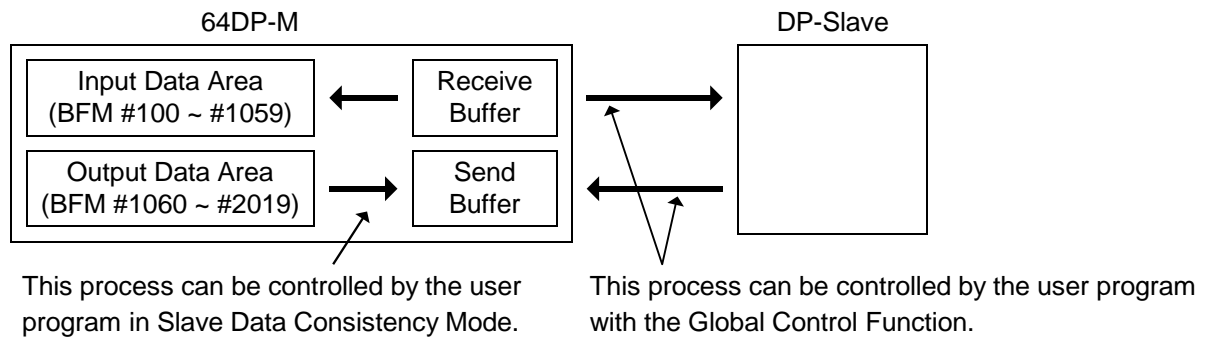 64DP-M
DP-Slave
Input Data Area
(BFM #100 ~ #1059)
Receive
Buffer
Output Data Area
(BFM #1060 ~ #2019)
Send
Buffer
This process can be controlled by the user
program in Slave Data Consistency Mode.
This process can be controlled by the user program
with the Global Control Function.